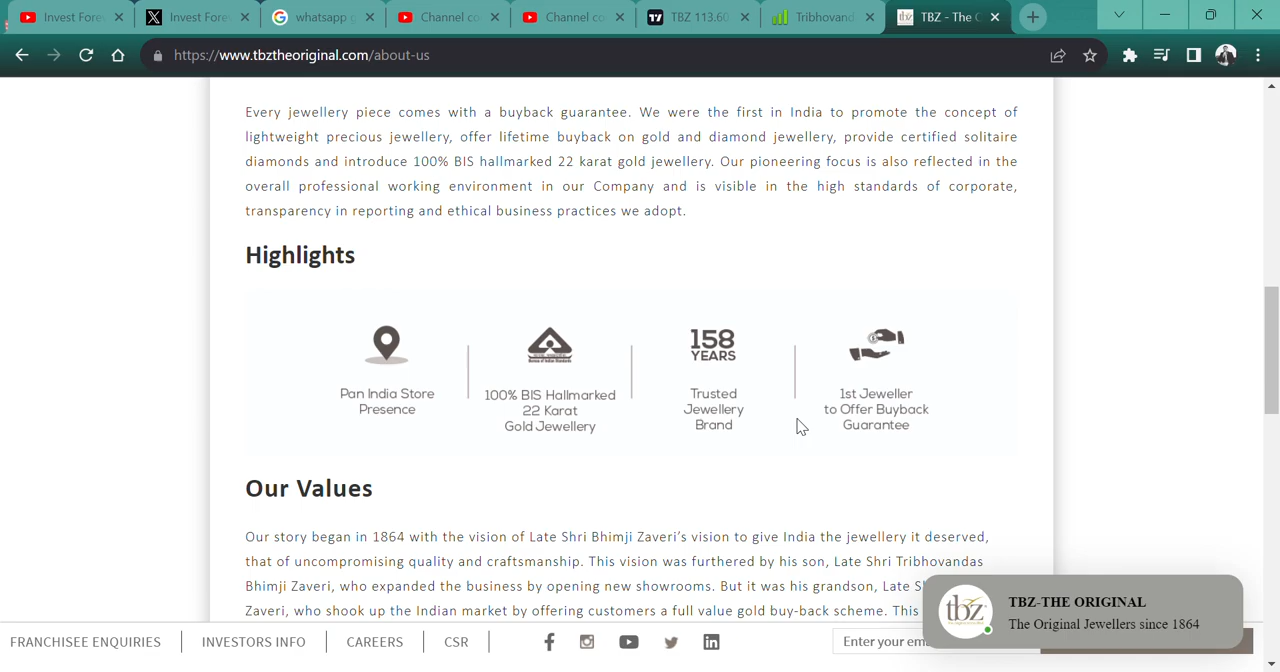 Invest Fore
Invest Fore
whatsapp
Channel co
Channel co
TBZ 113.60
Tribhovand
TBZ - The
https://www.tbztheoriginal.com/about-us
Every jewellery piece comes with a buyback guarantee. We were the first in India to promote the concept of
lightweight precious jewellery, offer lifetime buyback on gold and diamond jewellery, provide certified solitaire
diamonds and introduce 100% BIS hallmarked 22 karat gold jewellery. Our pioneering focus is also reflected in the
overall professional working environment in our Company and is visible in the high standards of corporate,
transparency in reporting and ethical business practices we adopt.
Highlights
Pan India Store
Presence
100% BIS Hallmarked
22 Karat
Gold Jewellery
158
YEARS
Trusted
Jewellery
Brand
1st Jeweller
to Offer Buyback
Guarantee
Our Values
Our story began in 1864 with the vision of Late Shri Bhimji Zaveri's vision to give India the jewellery it deserved,
that of uncompromising quality and craftsmanship. This vision was furthered by his son, Late Shri Tribhovandas
Bhimji Zaveri, who expanded the business by opening new showrooms. But it was his grandson, Late
Zaveri, who shook up the Indian market by offering customers a full value gold buy-back scheme. This
tbz
TBZ-THE ORIGINAL
The Original Jewellers since 1864
FRANCHISEE ENQUIRIES
INVESTORS INFO
CAREERS
CSR
Enter your